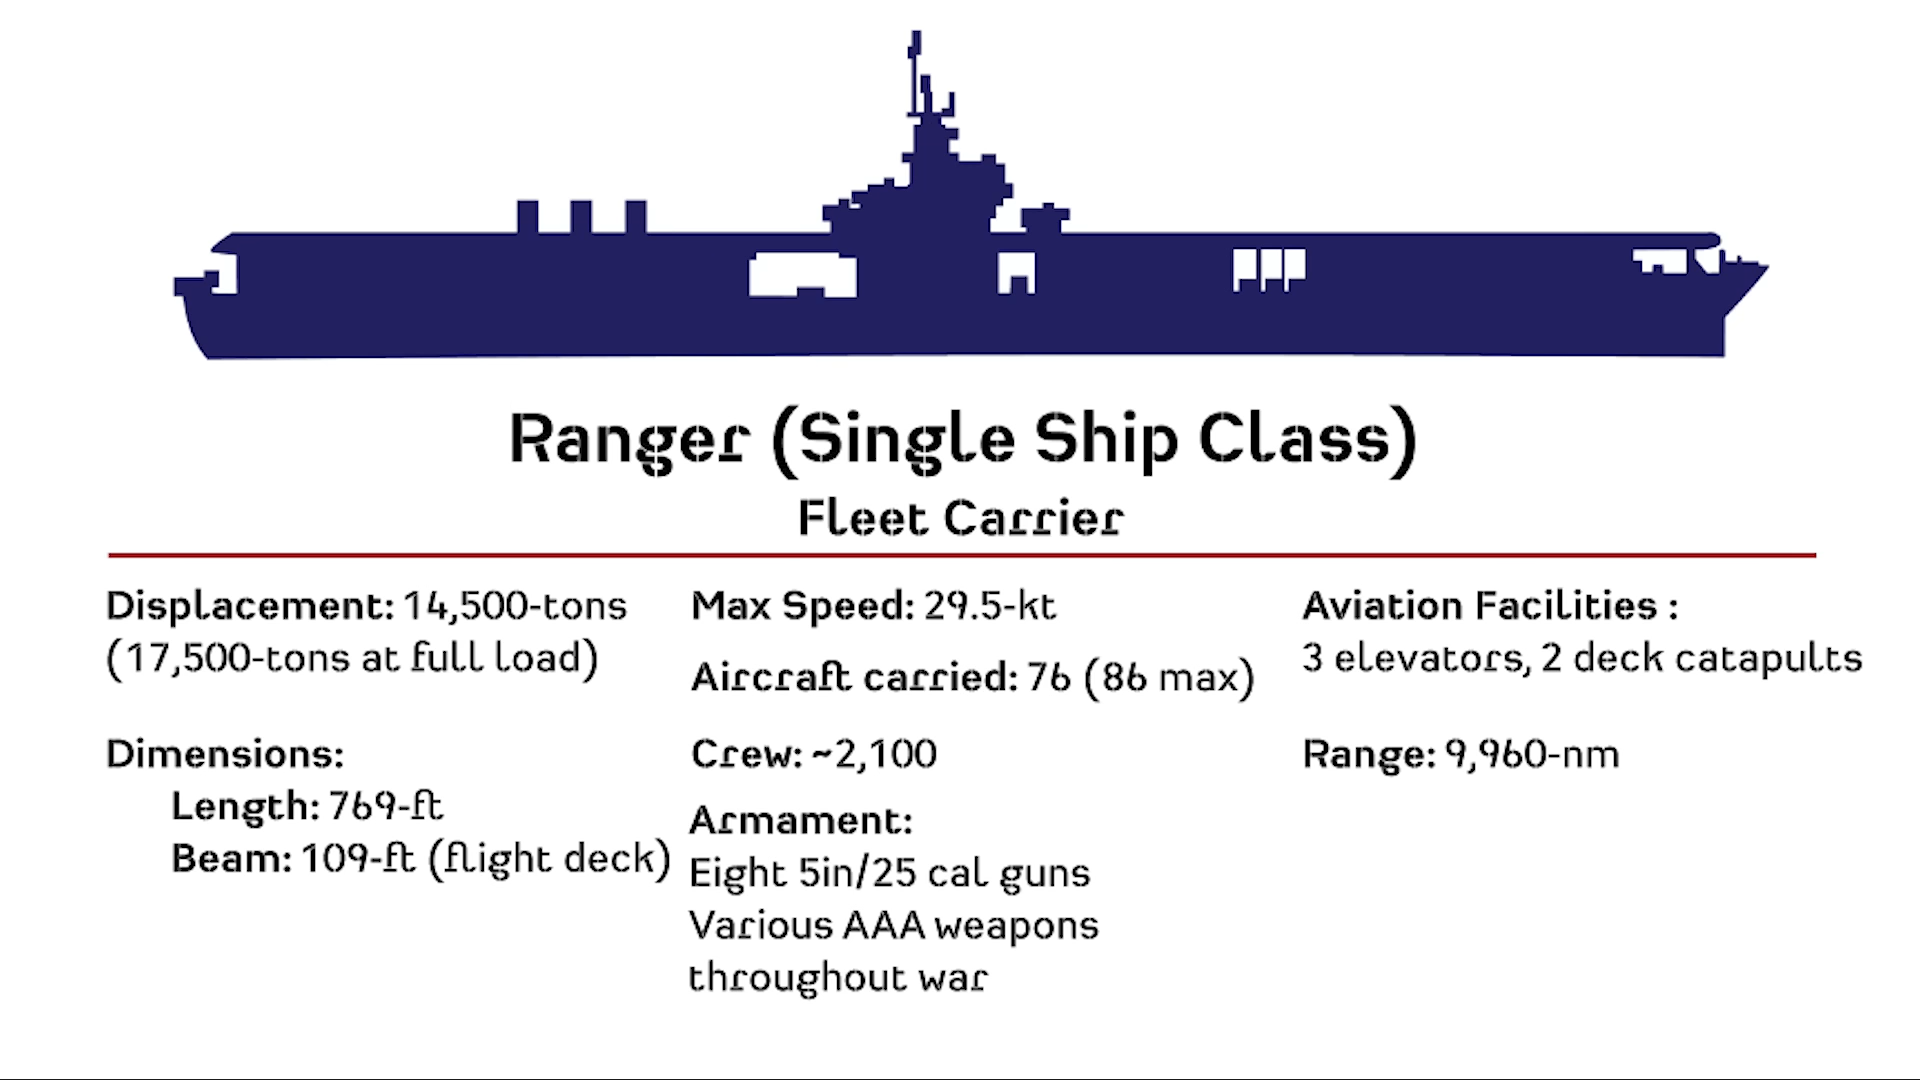 Ranger (Single Ship Class)
Fleet Carrier
Displacement: 14,500-tons
(17,500-tons at full load)
Dimensions:
Length: 769-ft
Beam: 109-ft (flight deck)
Max Speed: 29.5-kt
Aircraft carried: 76 (86 max)
Crew: ~2,100
Armament:
Eight 5in/25 cal guns
Various AAA weapons
throughout war
Aviation Facilities :
3 elevators, 2 deck catapults
Range: 9,960-nm